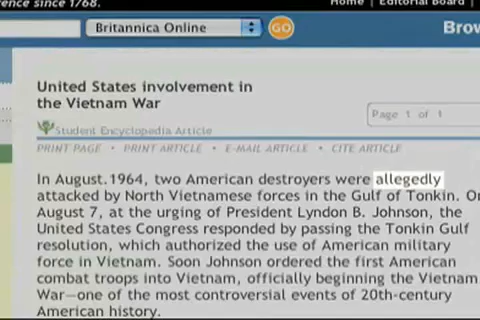 ence since 1768.
Home | Editorial Board |
Britannica Online
GO
Brow
United States involvement in
the Vietnam War
Page 1 of 1
Student Encyclopedia Article
PRINT PAGE • PRINT ARTICLE • E-MAIL ARTICLE • CITE ARTICLE
In August.1964, two American destroyers were allegedly
attacked by North Vietnamese forces in the Gulf of Tonkin. On
August 7, at the urging of President Lyndon B. Johnson, the
United States Congress responded by passing the Tonkin Gulf
resolution, which authorized the use of American military
force in Vietnam. Soon Johnson ordered the first American
combat troops into Vietnam, officially beginning the Vietnam
War—one of the most controversial events of 20th-century
American history.